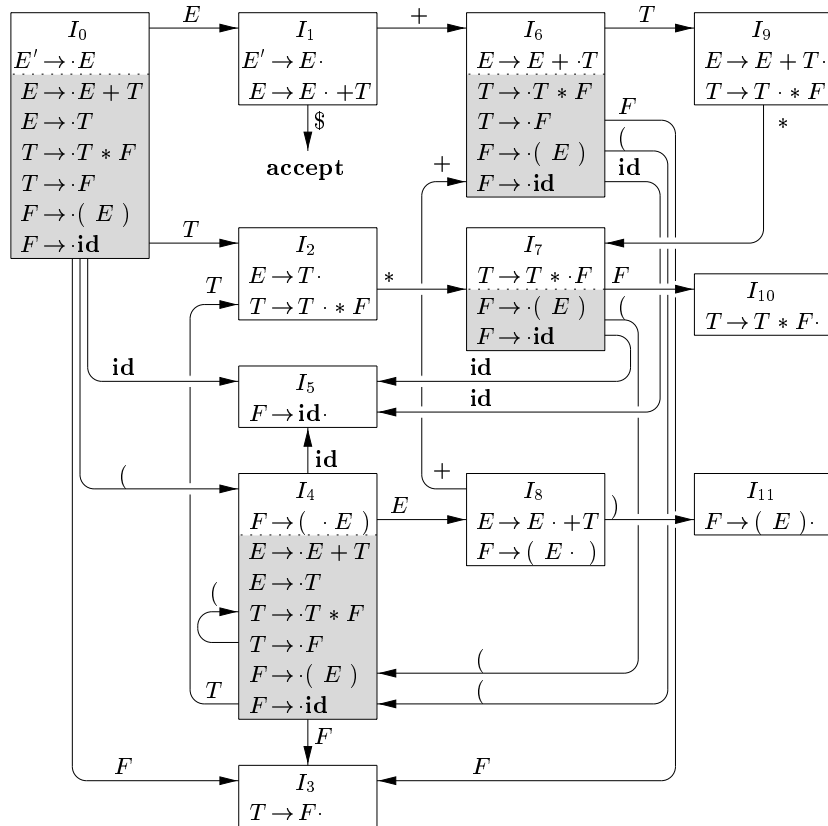 I₀
E′ → ·E
E → ·E + T
E → ·T
T → ·T * F
T → ·F
F → ·( E )
F → ·id
E
I₁
E′ → E·
E → E · +T
$
accept
+
I₆
E → E + ·T
T → ·T * F
T → ·F
F → ·( E )
F → ·id
T
I₉
E → E + T·
T → T · * F
*
F
(
id
+
T
I₂
E → T·
T → T · * F
T
*
I₇
T → T * ·F
F → ·( E )
F → ·id
F
(
I₁₀
T → T * F·
id
I₅
F → id·
id
id
id
(
I₄
F → ( · E )
E → ·E + T
E → ·T
T → ·T * F
T → ·F
F → ·( E )
F → ·id
E
+
I₈
E → E · +T
F → ( E · )
)
I₁₁
F → ( E )·
(
T
(
(
F
F
I₃
T → F·
F